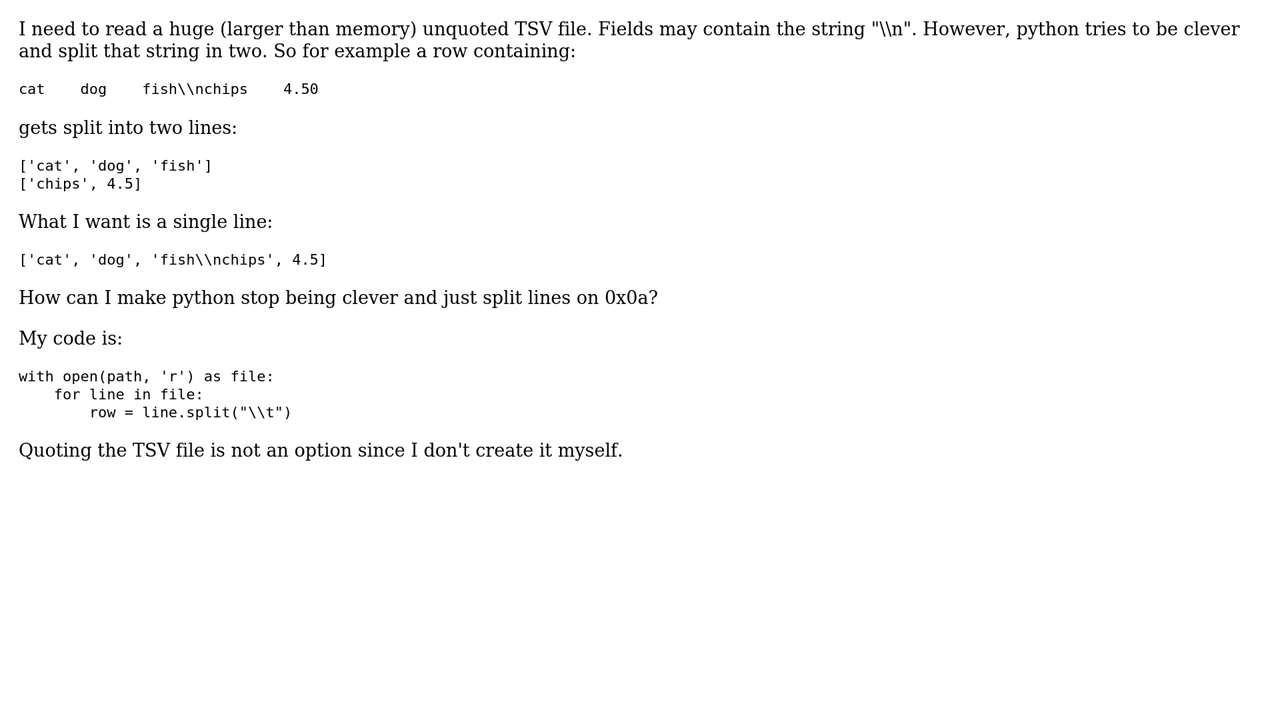 I need to read a huge (larger than memory) unquoted TSV file. Fields may contain the string "\\n". However, python tries to be clever
and split that string in two. So for example a row containing:
cat    dog    fish\\nchips    4.50
gets split into two lines:
['cat', 'dog', 'fish']
['chips', 4.5]
What I want is a single line:
['cat', 'dog', 'fish\\nchips', 4.5]
How can I make python stop being clever and just split lines on 0x0a?
My code is:
with open(path, 'r') as file:
    for line in file:
        row = line.split("\\t")
Quoting the TSV file is not an option since I don't create it myself.